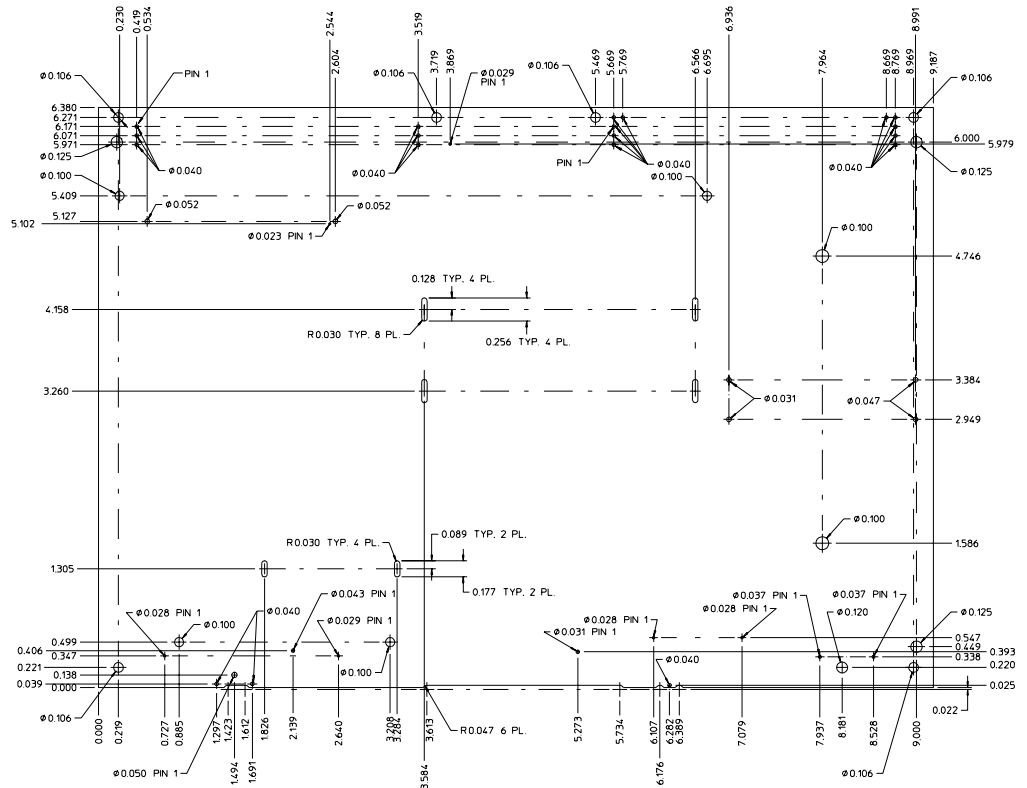 0.230
0.419
0.534
2.544
2.604
3.519
3.719
3.869
5.469
5.669
5.769
6.566
6.695
6.936
7.964
8.669
8.769
8.969
8.991
9.187
Ø0.106
PIN 1
Ø0.106
Ø0.029
PIN 1
Ø0.106
Ø0.106
6.380
6.271
6.171
6.071
5.971
6.000
5.979
Ø0.125
Ø0.040
Ø0.040
PIN 1
Ø0.040
Ø0.040
Ø0.125
Ø0.100
Ø0.100
5.409
5.127
5.102
Ø0.052
Ø0.052
Ø0.023 PIN 1
Ø0.100
4.746
0.128 TYP. 4 PL.
4.158
R0.030 TYP. 8 PL.
0.256 TYP. 4 PL.
3.260
3.384
Ø0.031
Ø0.047
2.949
Ø0.100
1.586
R0.030 TYP. 4 PL.
0.089 TYP. 2 PL.
1.305
0.177 TYP. 2 PL.
Ø0.028 PIN 1
Ø0.040
Ø0.043 PIN 1
Ø0.037 PIN 1
Ø0.037 PIN 1
Ø0.100
Ø0.029 PIN 1
Ø0.028 PIN 1
Ø0.028 PIN 1
Ø0.120
Ø0.125
Ø0.031 PIN 1
0.499
0.406
0.347
0.221
0.138
0.039
0.000
0.547
0.449
0.393
0.338
0.220
0.025
0.022
Ø0.100
Ø0.040
Ø0.106
0.000
0.219
0.727
0.885
1.297
1.423
1.494
1.612
1.691
1.826
2.139
2.640
3.208
3.284
3.584
3.613
5.273
5.734
6.107
6.176
6.282
6.389
7.079
7.937
8.181
8.528
9.000
R0.047 6 PL.
Ø0.050 PIN 1
Ø0.106